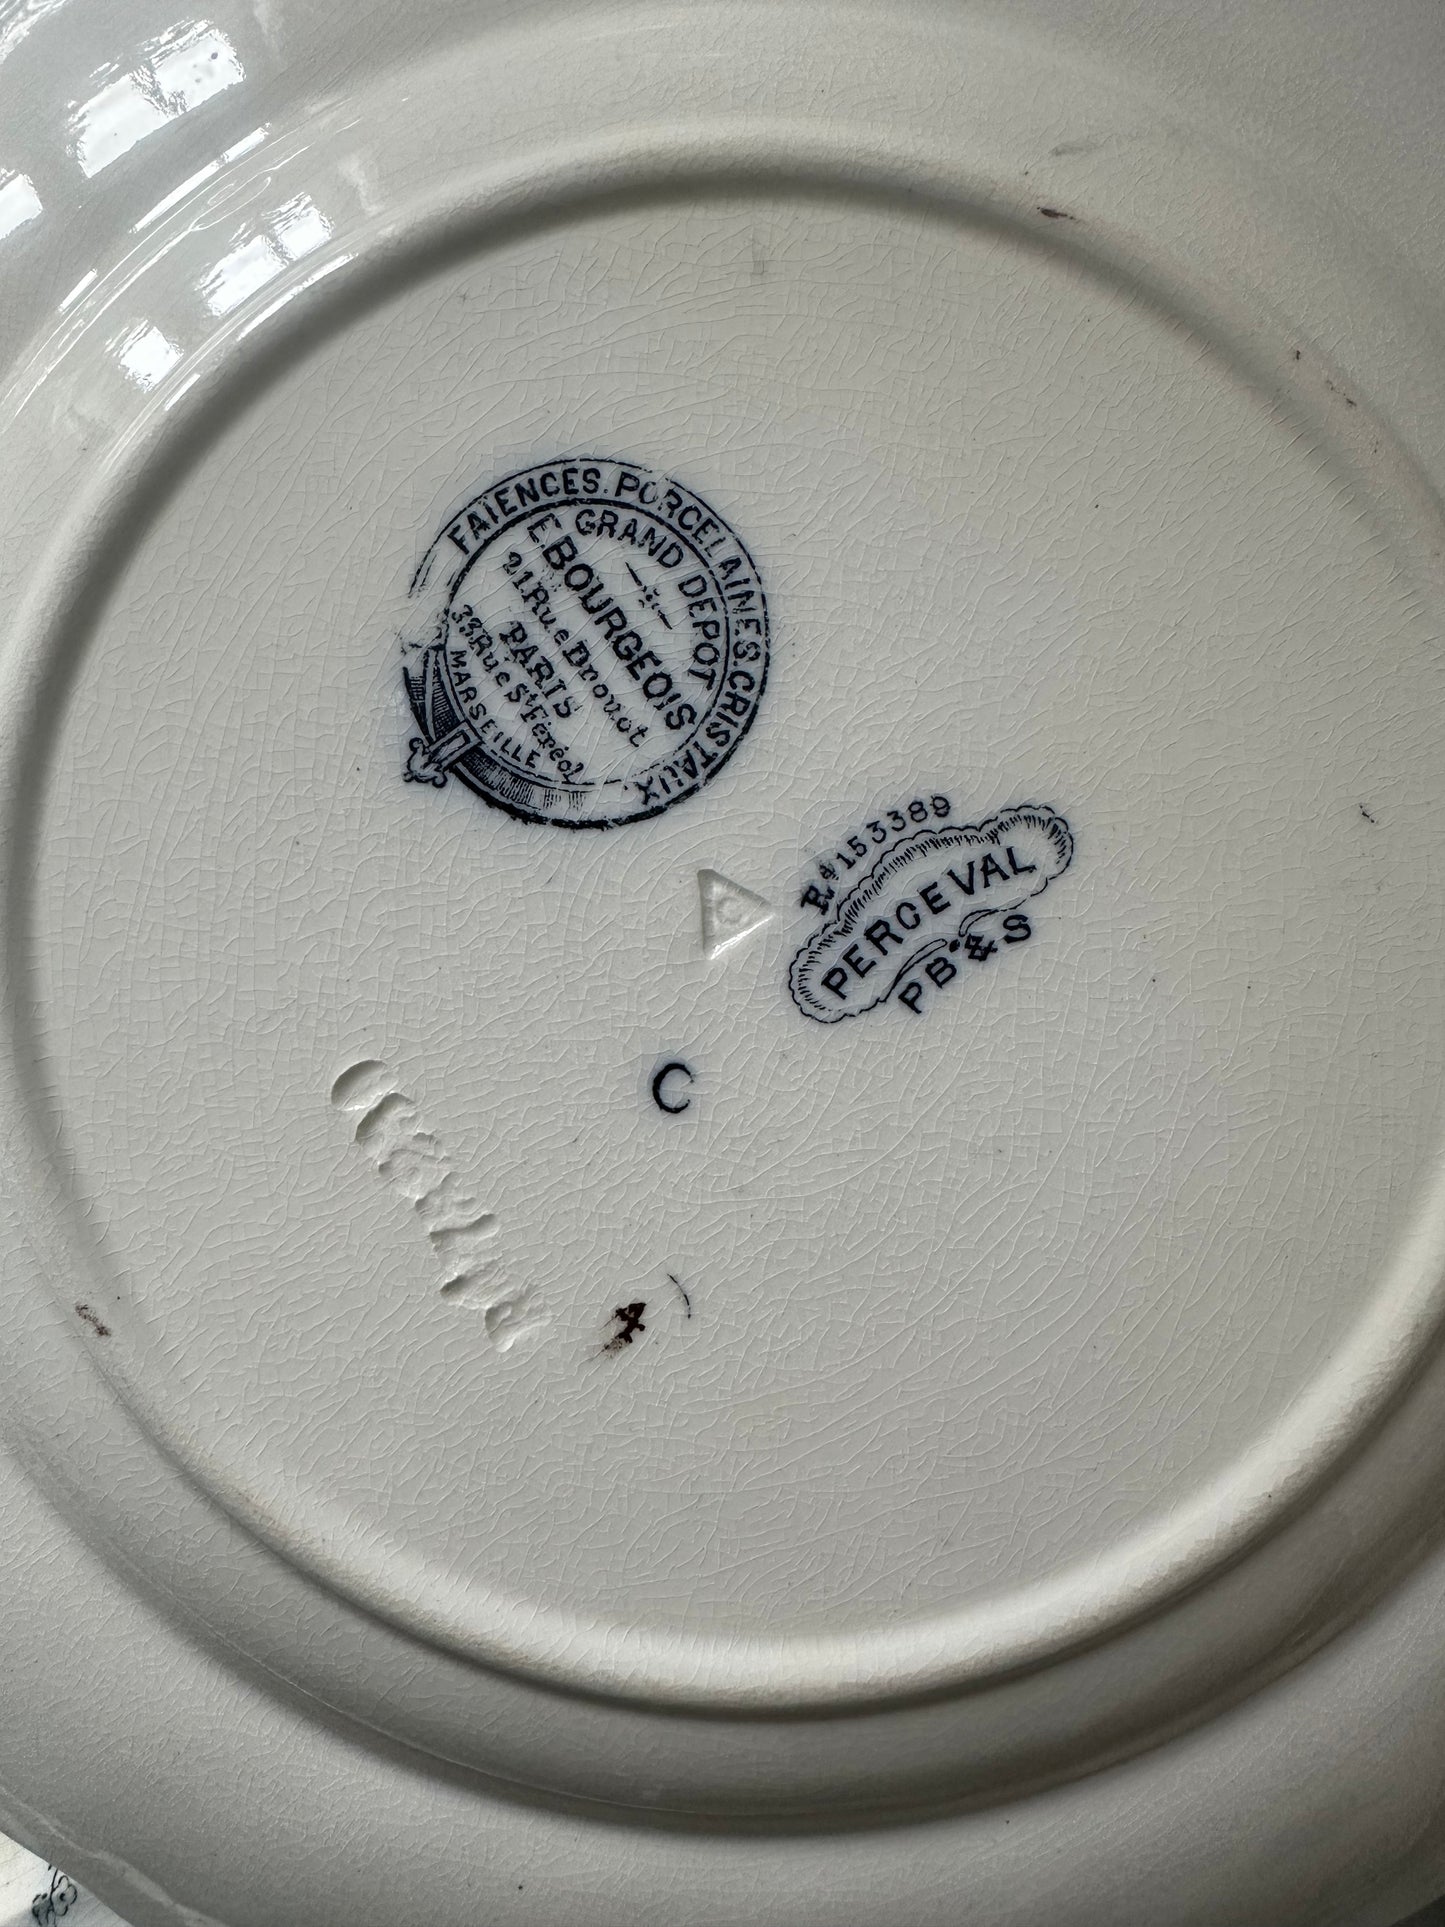 FAIENCES. PORCELAINES. CRISTAUX.
GRAND DEPOT
E. BOURGEOIS
21 Rue Drouot
PARIS
33 Rue St Féréol
MARSEILLE
Rd 153389
PERCEVAL
PB & S
C